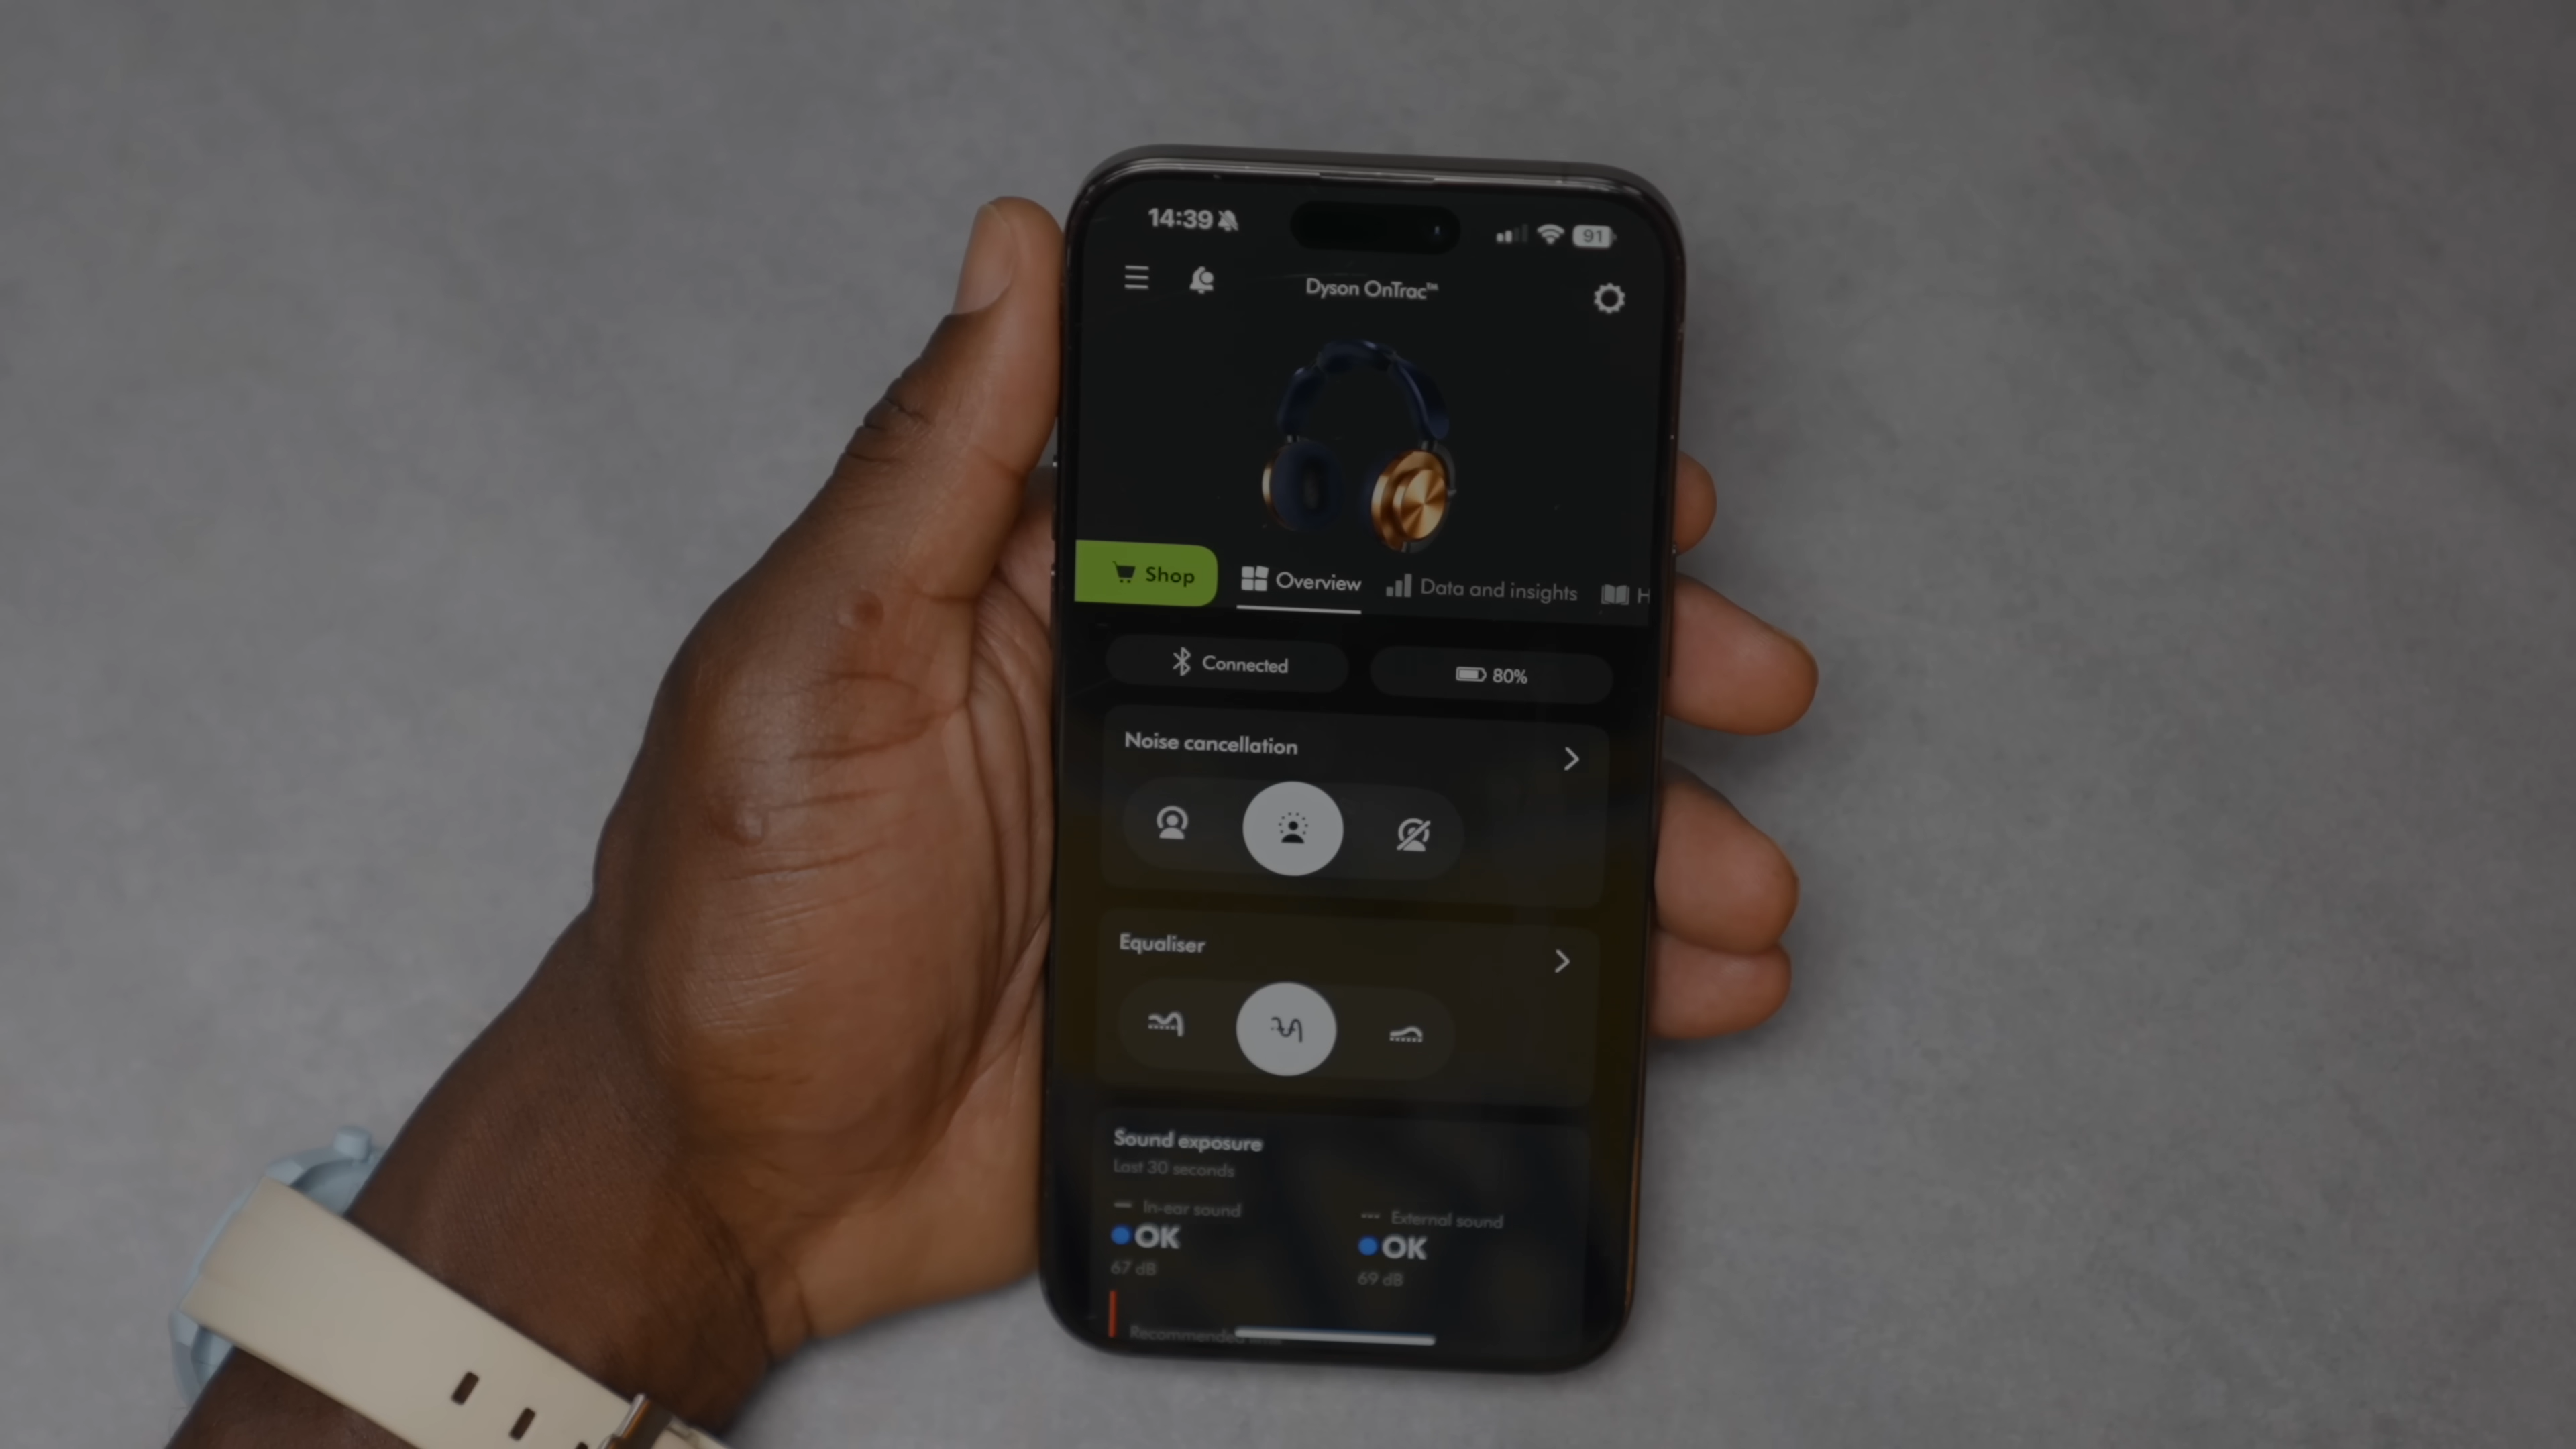 14:39
91
Dyson OnTrac™
Shop
Overview
Data and insights
H
Connected
80%
Noise cancellation
Equaliser
Sound exposure
Last 30 seconds
In-ear sound
External sound
OK
OK
67 dB
69 dB
Recommended